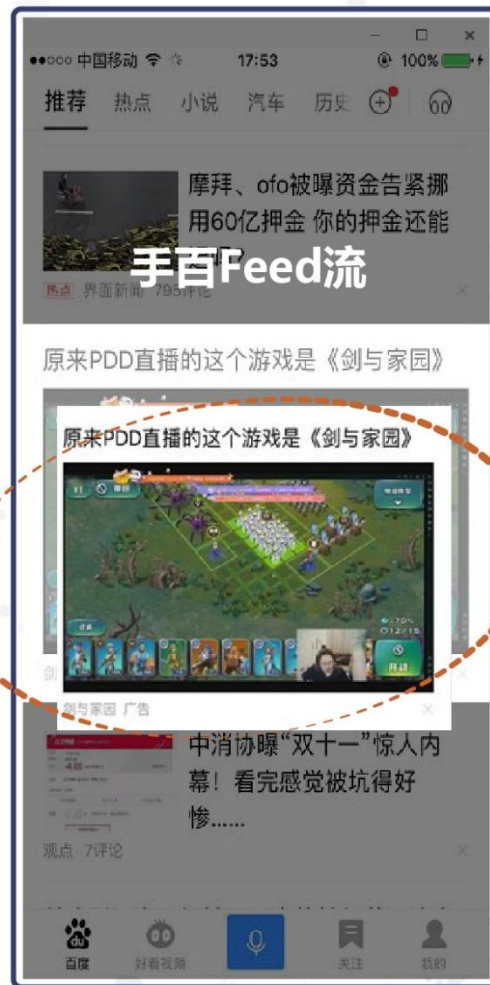 中国移动 17:53 100%
推荐 热点 小说 汽车 历史
摩拜、ofo被曝资金告紧挪
用60亿押金 你的押金还能
手百Feed流
热点 界面新闻 795评论
原来PDD直播的这个游戏是《剑与家园》
原来PDD直播的这个游戏是《剑与家园》
剑
剑与家园 广告
中消协曝“双十一”惊人内
幕！看完感觉被坑得好
惨......
观点 7评论
du
百度 好看视频 关注 我的